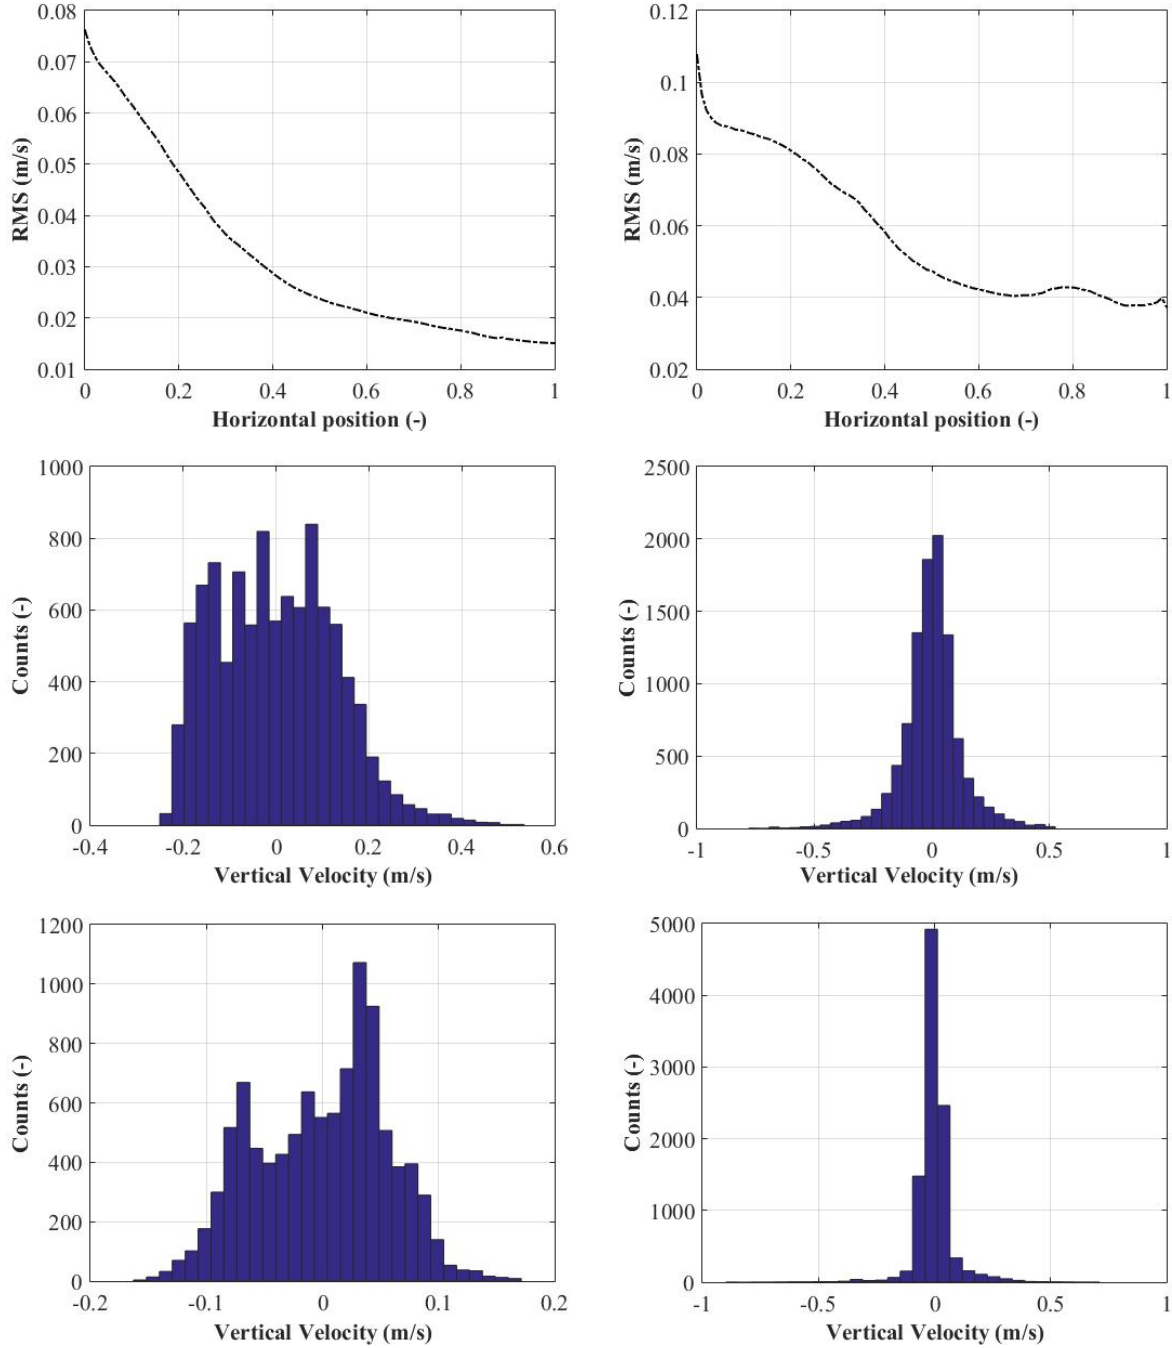 0.08
0.07
0.06
0.05
0.04
0.03
0.02
0.01
RMS (m/s)
0 0.2 0.4 0.6 0.8 1
Horizontal position (-)
0.12
0.1
0.08
0.06
0.04
0.02
RMS (m/s)
0 0.2 0.4 0.6 0.8 1
Horizontal position (-)
1000
800
600
400
200
0
Counts (-)
-0.4 -0.2 0 0.2 0.4 0.6
Vertical Velocity (m/s)
2500
2000
1500
1000
500
0
Counts (-)
-1 -0.5 0 0.5 1
Vertical Velocity (m/s)
1200
1000
800
600
400
200
0
Counts (-)
-0.2 -0.1 0 0.1 0.2
Vertical Velocity (m/s)
5000
4000
3000
2000
1000
0
Counts (-)
-1 -0.5 0 0.5 1
Vertical Velocity (m/s)